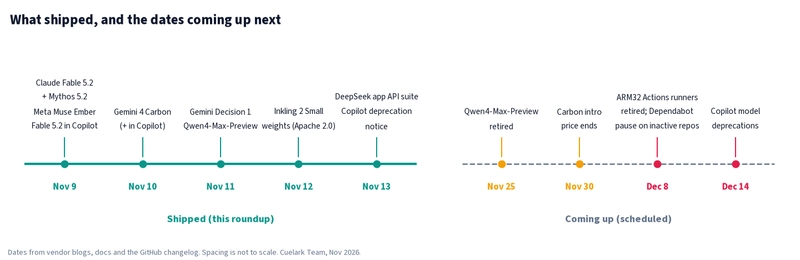 What shipped, and the dates coming up next
Claude Fable 5.2
+ Mythos 5.2
Meta Muse Ember
Fable 5.2 in Copilot
Nov 9
Gemini 4 Carbon
(+ in Copilot)
Nov 10
Gemini Decision 1
Qwen4-Max-Preview
Nov 11
Inkling 2 Small
weights (Apache 2.0)
Nov 12
DeepSeek app API suite
Copilot deprecation
notice
Nov 13
Shipped (this roundup)
Qwen4-Max-Preview
retired
Nov 25
Carbon intro
price ends
Nov 30
ARM32 Actions runners
retired; Dependabot
pause on inactive repos
Dec 8
Copilot model
deprecations
Dec 14
Coming up (scheduled)
Dates from vendor blogs, docs and the GitHub changelog. Spacing is not to scale. Cuelark Team, Nov 2026.